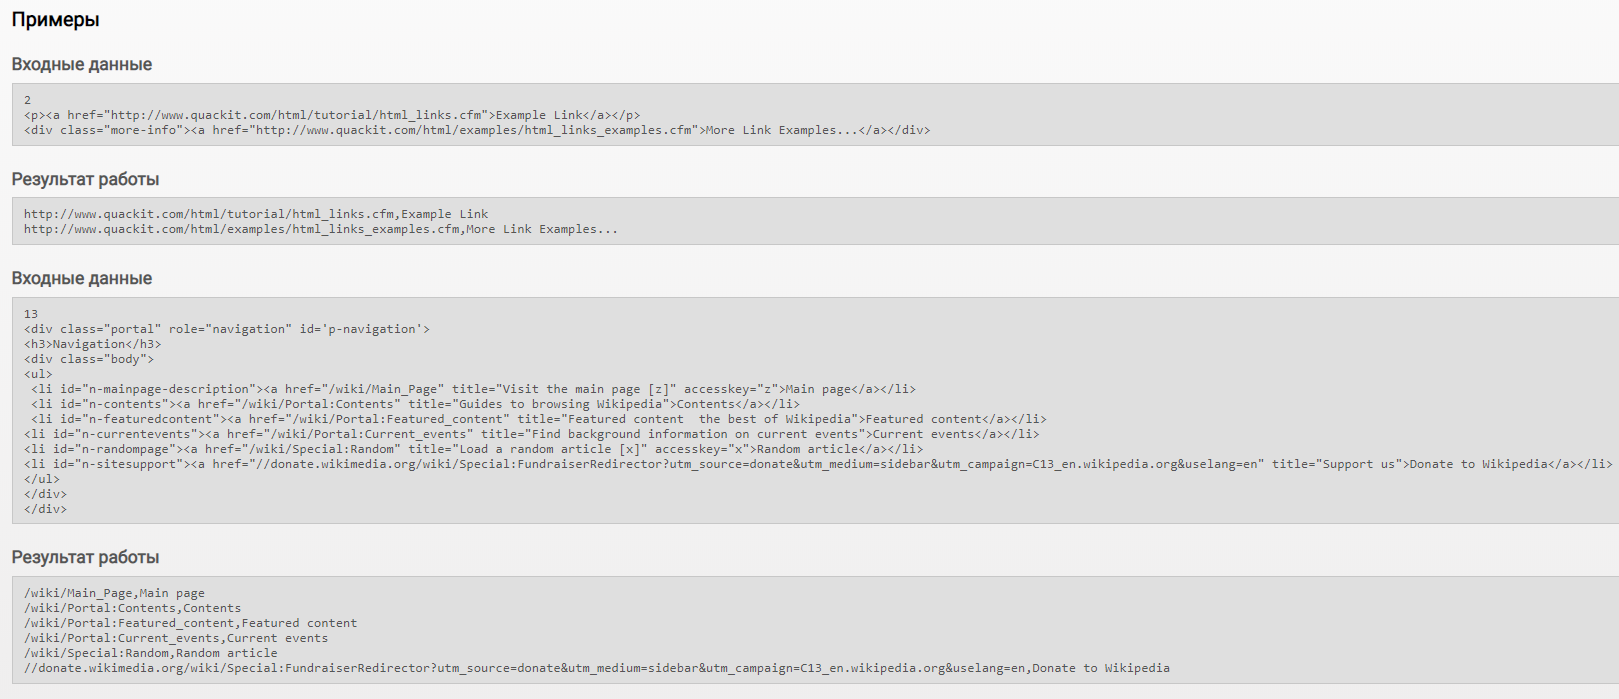 Примеры
Входные данные
2
<p><a href="http://www.quackit.com/html/tutorial/html_links.cfm">Example Link</a></p>
<div class="more-info"><a href="http://www.quackit.com/html/examples/html_links_examples.cfm">More Link Examples...</a></div>
Результат работы
http://www.quackit.com/html/tutorial/html_links.cfm,Example Link
http://www.quackit.com/html/examples/html_links_examples.cfm,More Link Examples...
Входные данные
13
<div class="portal" role="navigation" id='p-navigation'>
<h3>Navigation</h3>
<div class="body">
<ul>
 <li id="n-mainpage-description"><a href="/wiki/Main_Page" title="Visit the main page [z]" accesskey="z">Main page</a></li>
 <li id="n-contents"><a href="/wiki/Portal:Contents" title="Guides to browsing Wikipedia">Contents</a></li>
 <li id="n-featuredcontent"><a href="/wiki/Portal:Featured_content" title="Featured content  the best of Wikipedia">Featured content</a></li>
<li id="n-currentevents"><a href="/wiki/Portal:Current_events" title="Find background information on current events">Current events</a></li>
<li id="n-randompage"><a href="/wiki/Special:Random" title="Load a random article [x]" accesskey="x">Random article</a></li>
<li id="n-sitesupport"><a href="//donate.wikimedia.org/wiki/Special:FundraiserRedirector?utm_source=donate&utm_medium=sidebar&utm_campaign=C13_en.wikipedia.org&uselang=en" title="Support us">Donate to Wikipedia</a></li>
</ul>
</div>
</div>
Результат работы
/wiki/Main_Page,Main page
/wiki/Portal:Contents,Contents
/wiki/Portal:Featured_content,Featured content
/wiki/Portal:Current_events,Current events
/wiki/Special:Random,Random article
//donate.wikimedia.org/wiki/Special:FundraiserRedirector?utm_source=donate&utm_medium=sidebar&utm_campaign=C13_en.wikipedia.org&uselang=en,Donate to Wikipedia